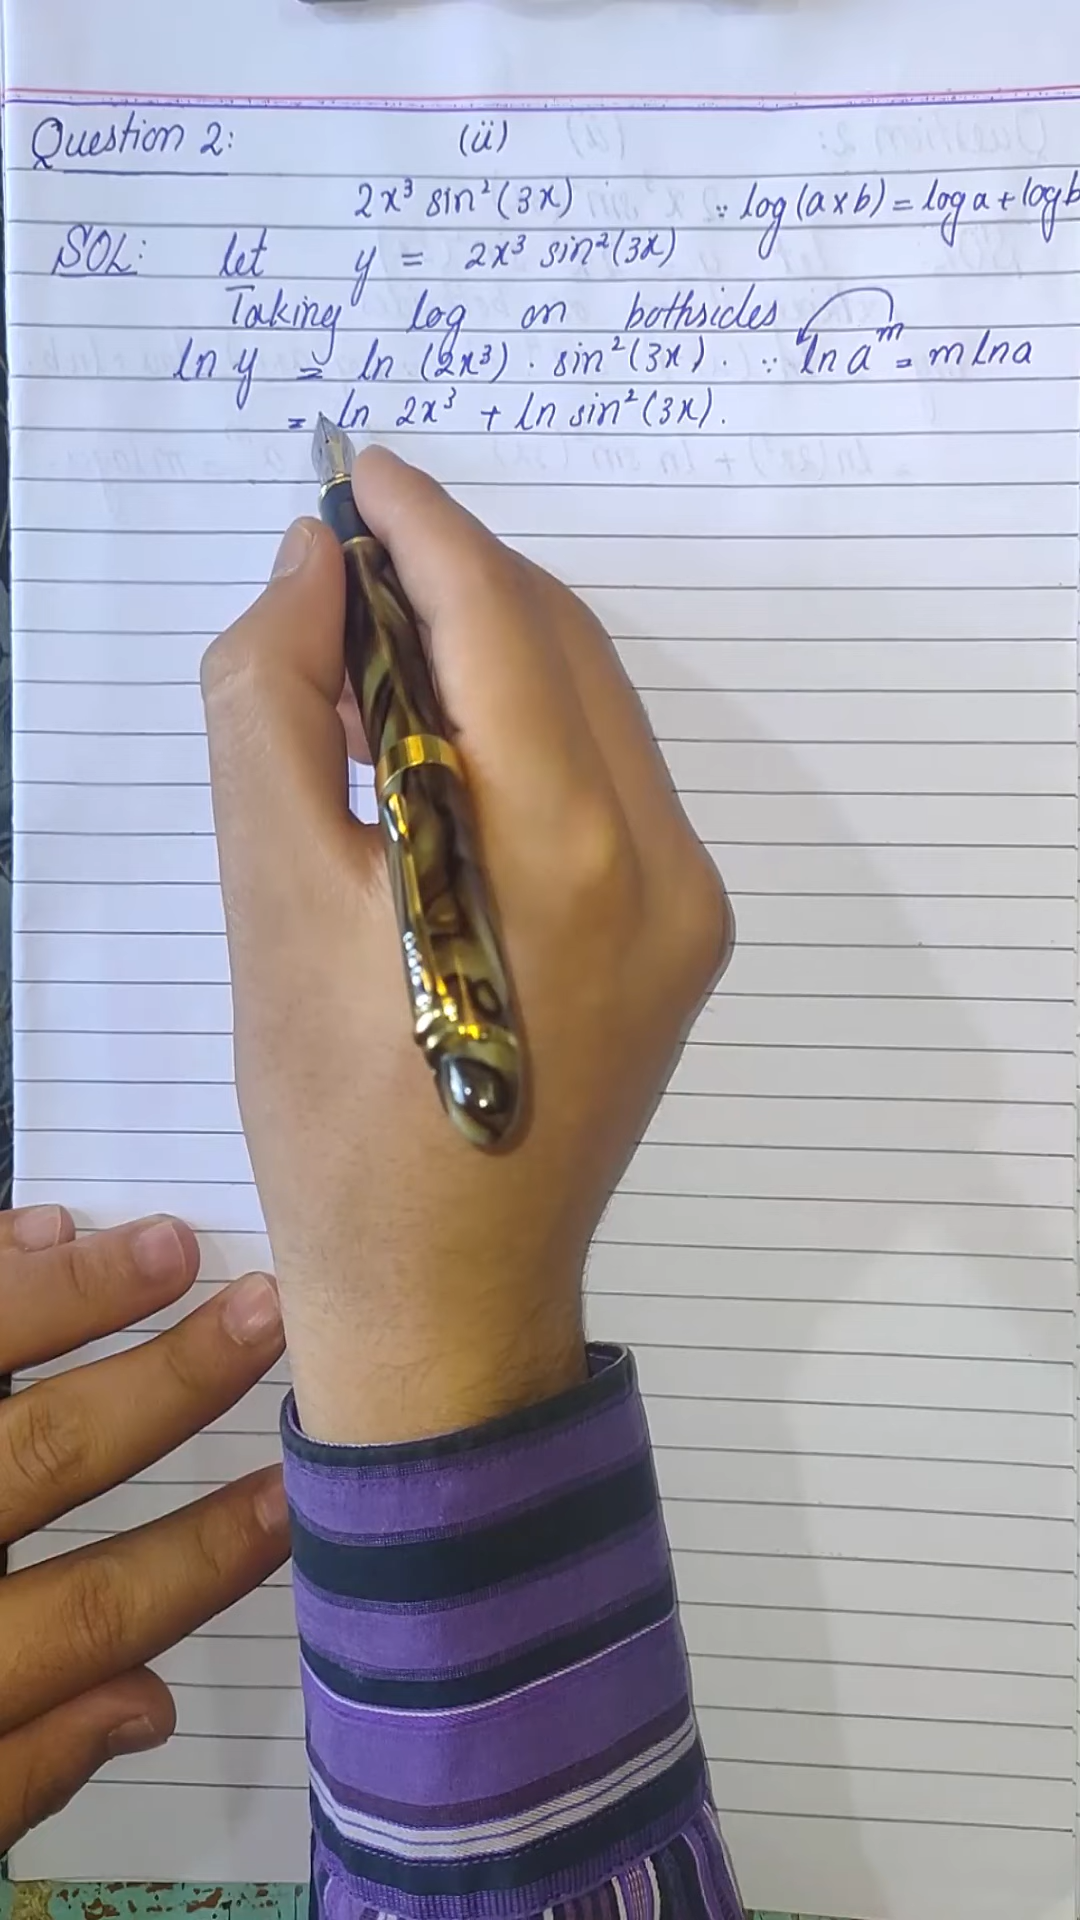 Question 2: (ii)
2x³ sin²(3x) ∵ log(a×b) = log a + log b
SOL: let y = 2x³ sin²(3x)
Taking log on bothsides
ln y = ln (2x³) · sin²(3x) · ∵ ln aᵐ = m ln a
= ln 2x³ + ln sin²(3x).